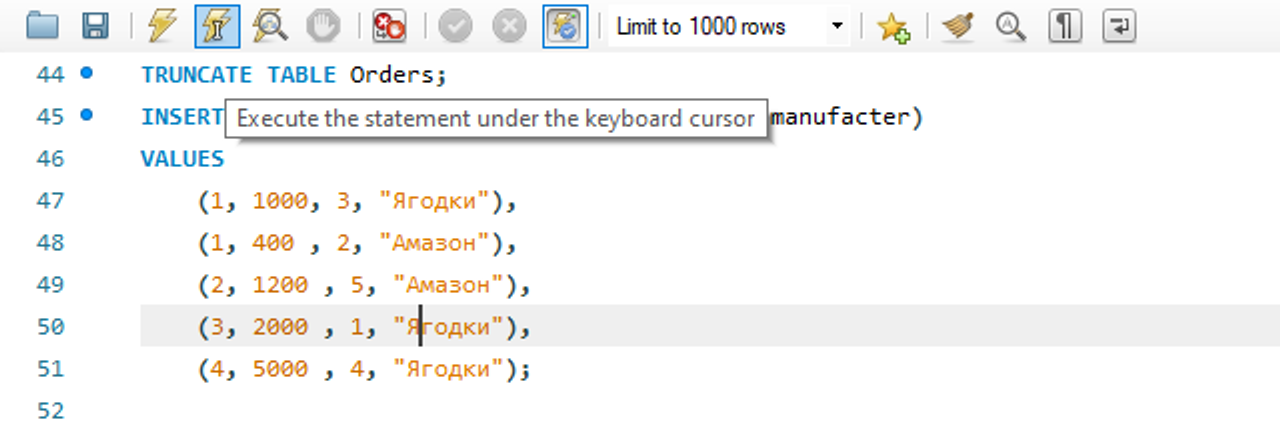 Limit to 1000 rows
44 TRUNCATE TABLE Orders;
45 INSERT manufacter)
Execute the statement under the keyboard cursor
46 VALUES
47 (1, 1000, 3, "Ягодки"),
48 (1, 400 , 2, "Амазон"),
49 (2, 1200 , 5, "Амазон"),
50 (3, 2000 , 1, "Ягодки"),
51 (4, 5000 , 4, "Ягодки");
52